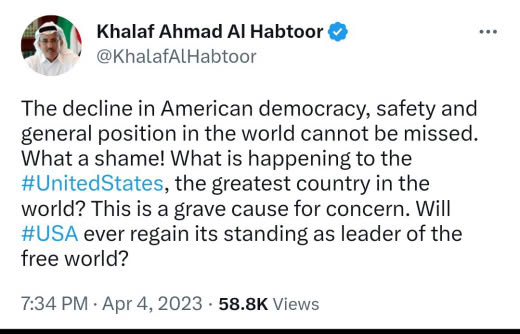 Khalaf Ahmad Al Habtoor
@KhalafAlHabtoor
The decline in American democracy, safety and
general position in the world cannot be missed.
What a shame! What is happening to the
#UnitedStates, the greatest country in the
world? This is a grave cause for concern. Will
#USA ever regain its standing as leader of the
free world?
7:34 PM · Apr 4, 2023 · 58.8K Views